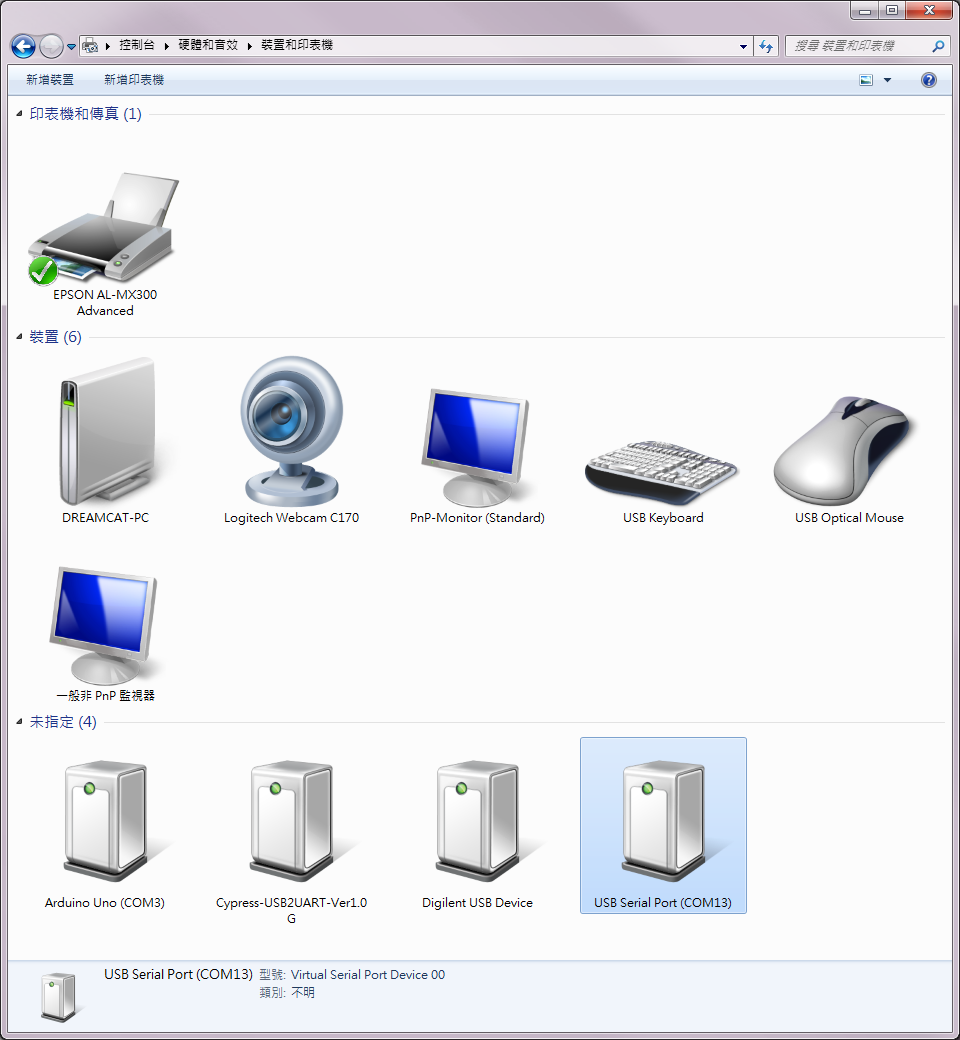 控制台 硬體和音效 裝置和印表機
搜尋 裝置和印表機
新增裝置 新增印表機
印表機和傳真 (1)
EPSON AL-MX300
Advanced
裝置 (6)
DREAMCAT-PC
Logitech Webcam C170
PnP-Monitor (Standard)
USB Keyboard
USB Optical Mouse
一般非 PnP 監視器
未指定 (4)
Arduino Uno (COM3)
Cypress-USB2UART-Ver1.0
G
Digilent USB Device
USB Serial Port (COM13)
USB Serial Port (COM13) 型號: Virtual Serial Port Device 00
類別: 不明